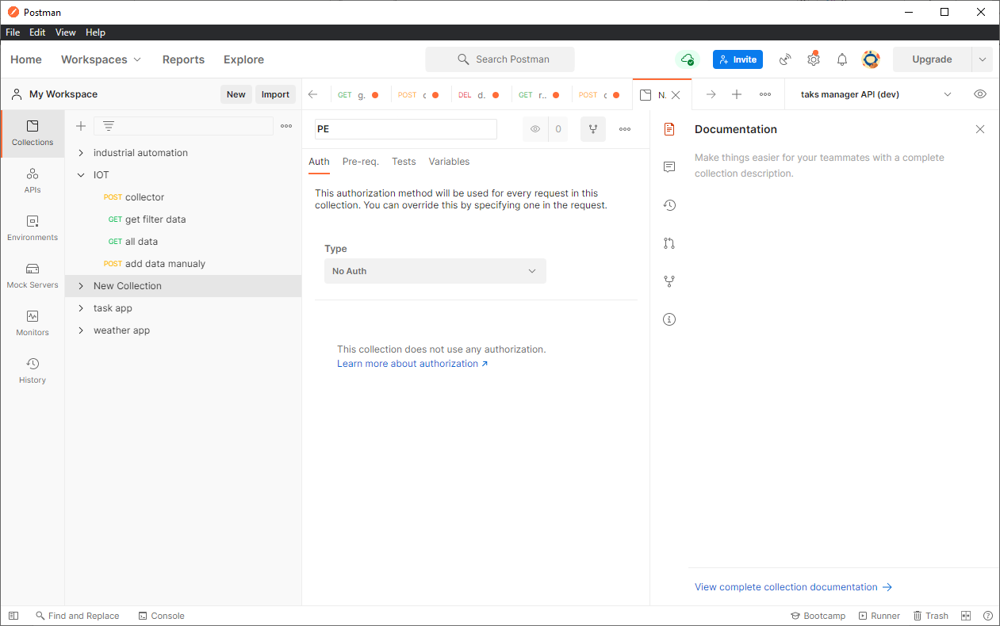 Postman
File Edit View Help
Home Workspaces Reports Explore Search Postman Invite Upgrade
My Workspace New Import
GET g. POST c DEL d. GET r.. POST c N. taks manager API (dev)
Collections
APIs
Environments
Mock Servers
Monitors
History
industrial automation
IOT
POST collector
GET get filter data
GET all data
POST add data manualy
New Collection
task app
weather app
PE
0
Auth Pre-req. Tests Variables
This authorization method will be used for every request in this
collection. You can override this by specifying one in the request.
Type
No Auth
This collection does not use any authorization.
Learn more about authorization ↗
Documentation
Make things easier for your teammates with a complete
collection description.
View complete collection documentation →
Find and Replace Console Bootcamp Runner Trash